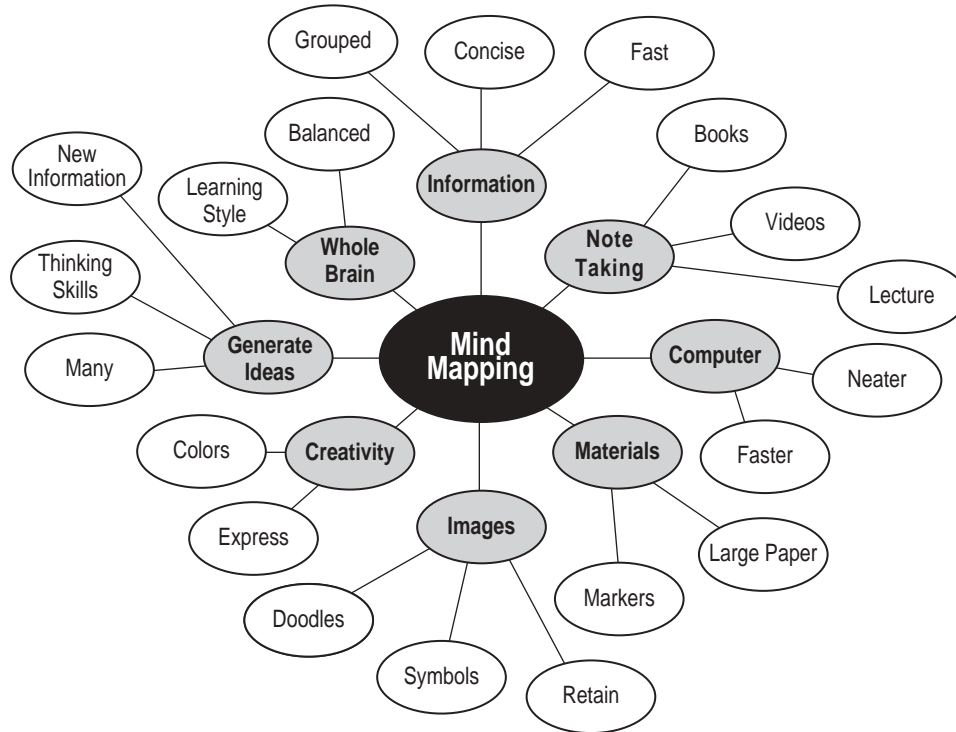 Grouped
Concise
Fast
Balanced
Books
New
Information
Learning
Style
Information
Videos
Whole
Brain
Note
Taking
Thinking
Skills
Lecture
Mind
Mapping
Generate
Ideas
Computer
Many
Neater
Colors
Creativity
Materials
Faster
Express
Images
Large Paper
Markers
Doodles
Symbols
Retain